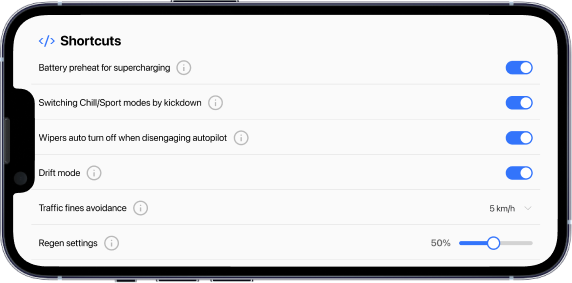 </> Shortcuts
Battery preheat for supercharging
Switching Chill/Sport modes by kickdown
Wipers auto turn off when disengaging autopilot
Drift mode
Traffic fines avoidance 5 km/h
Regen settings 50%